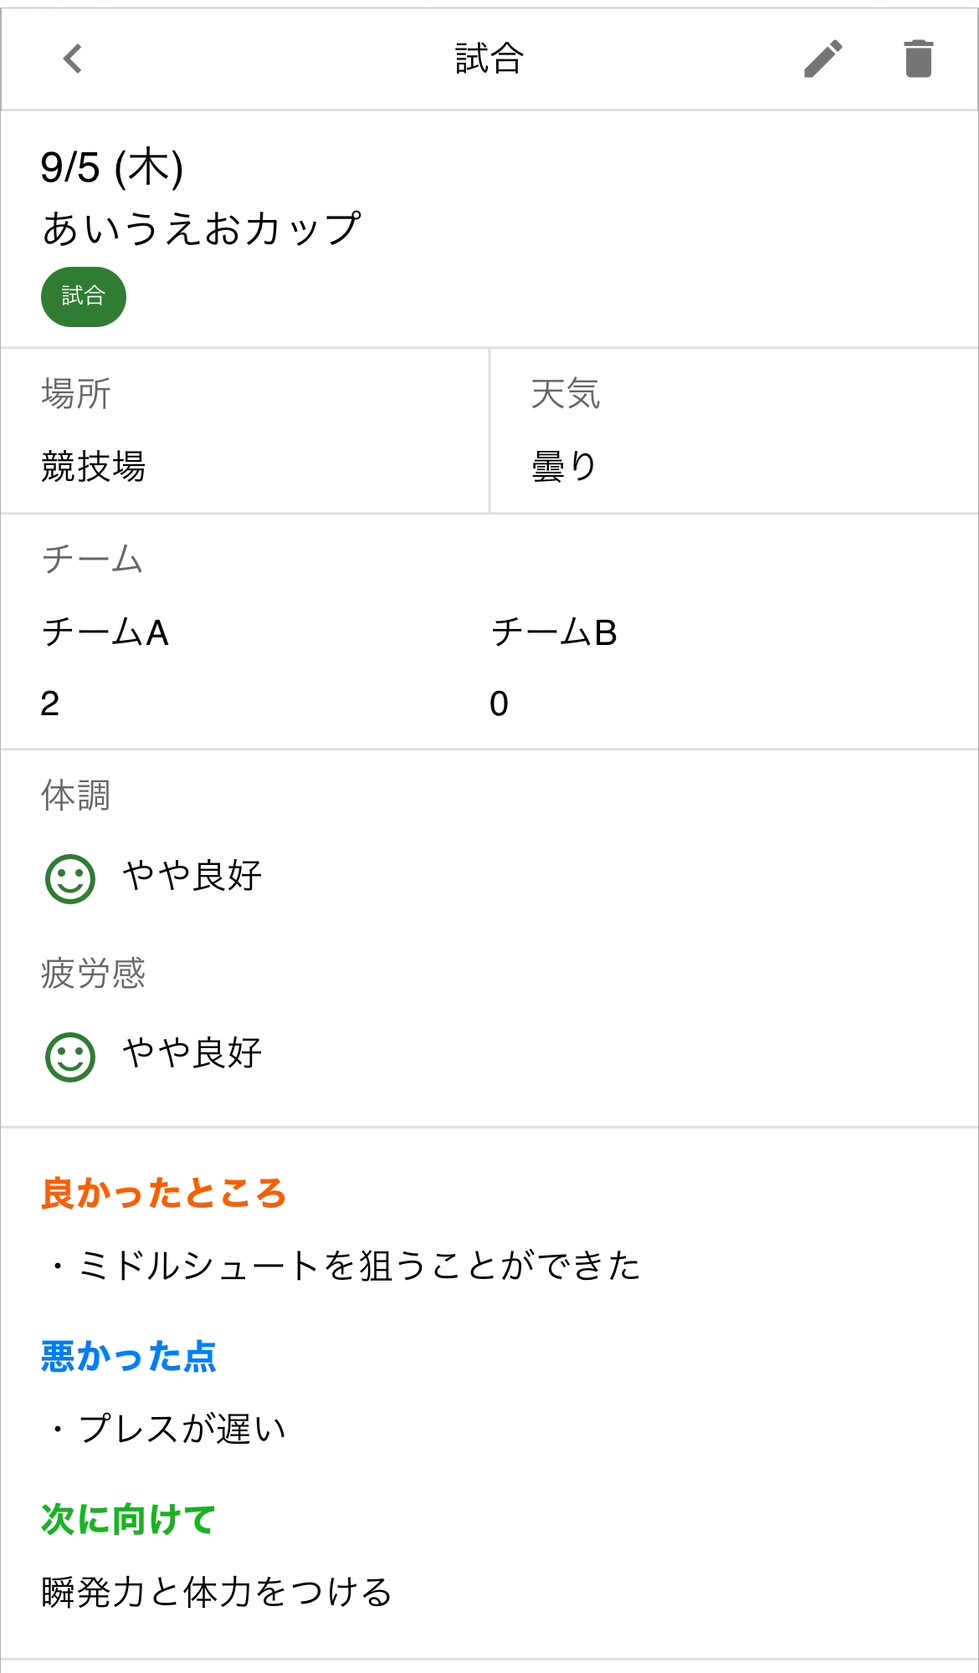 試合
9/5 (木)
あいうえおカップ
試合
場所
天気
競技場
曇り
チーム
チームA
チームB
2
0
体調
やや良好
疲労感
やや良好
良かったところ
・ミドルシュートを狙うことができた
悪かった点
・プレスが遅い
次に向けて
瞬発力と体力をつける